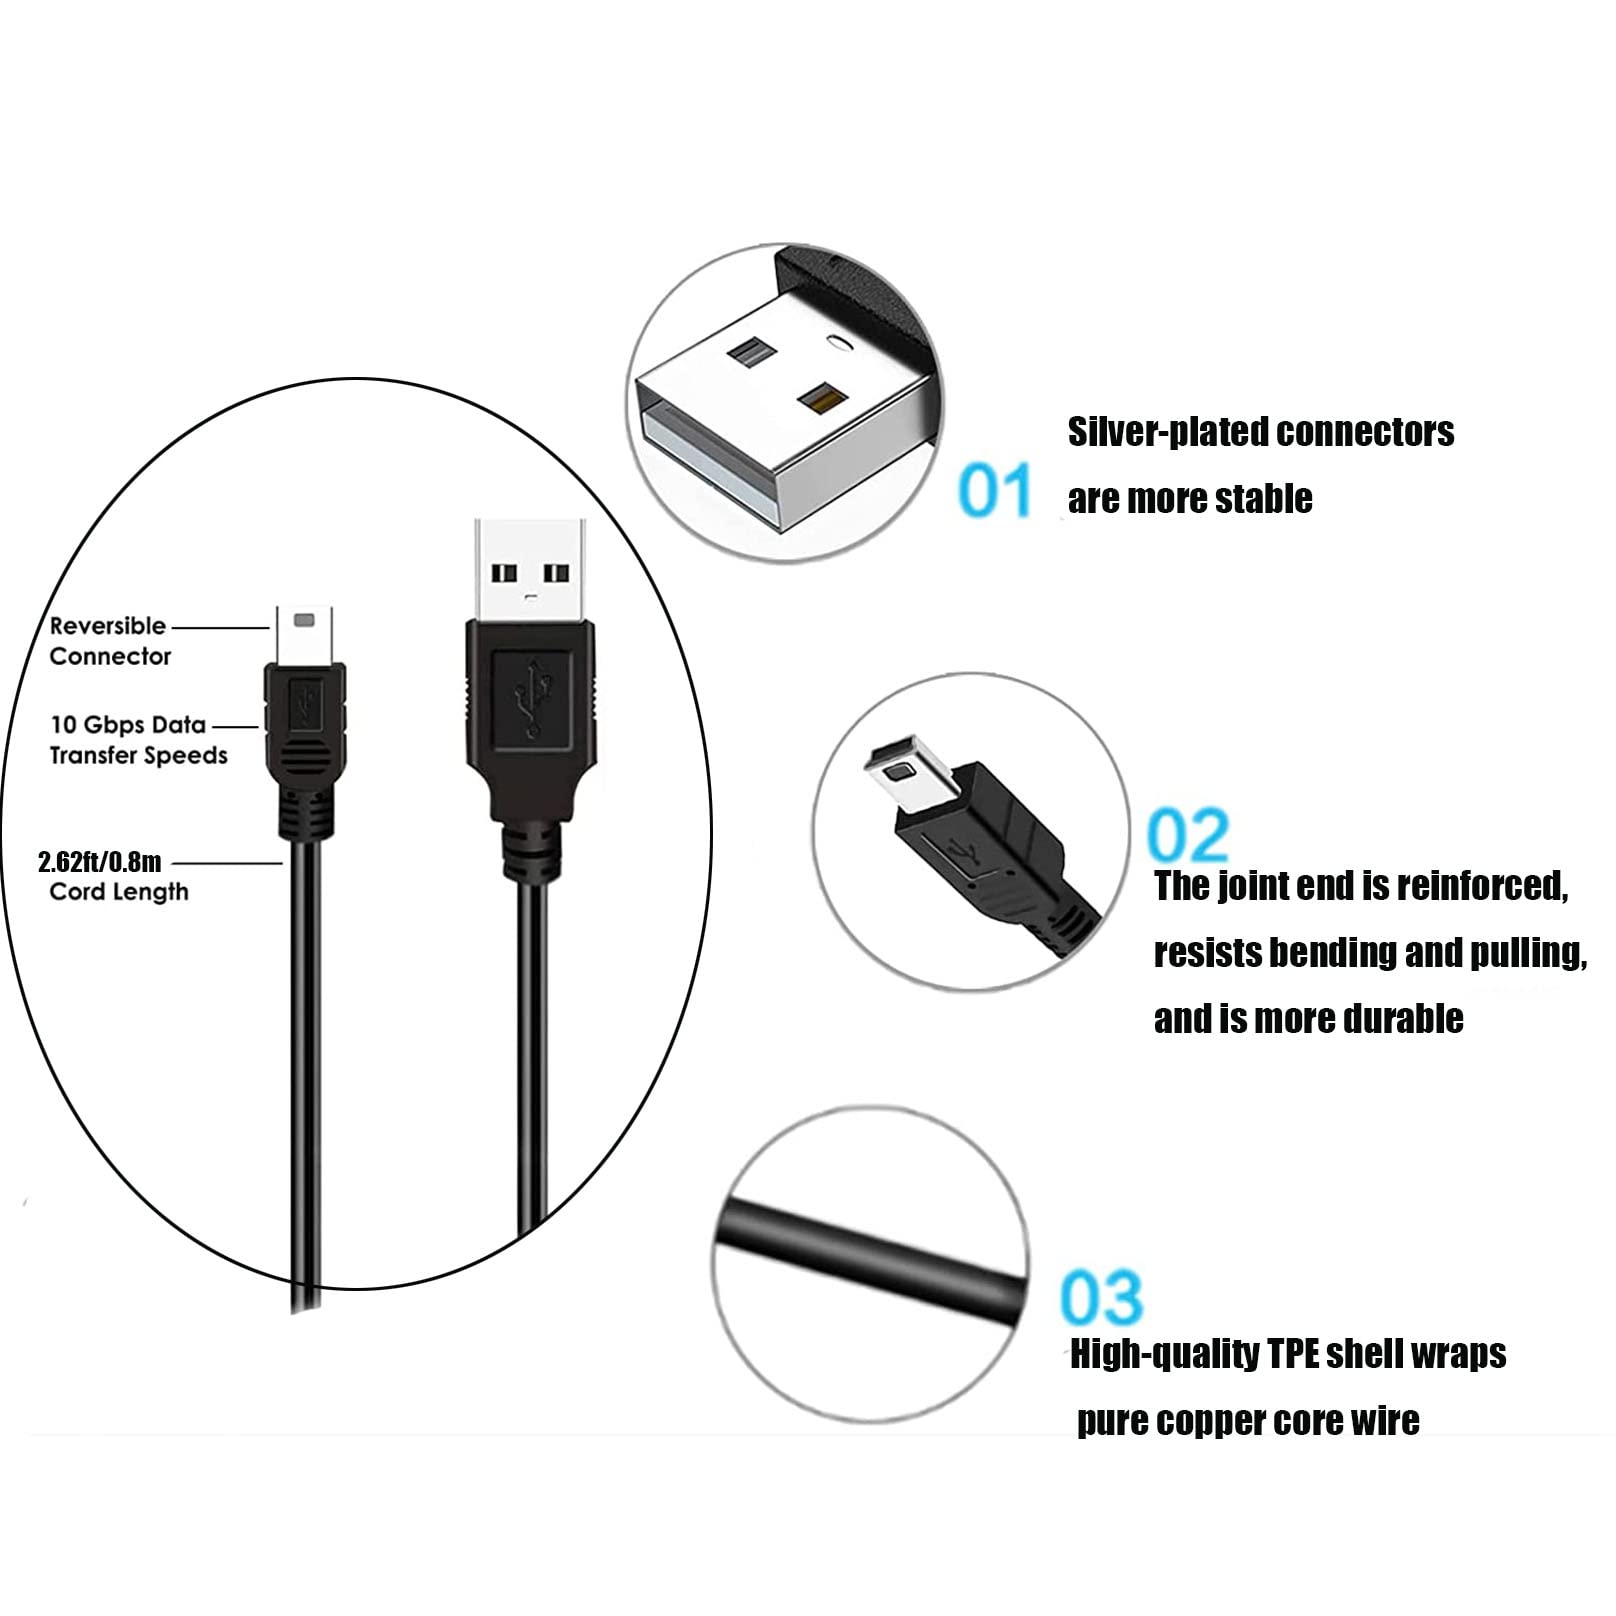 Reversible
Connector
10 Gbps Data
Transfer Speeds
2.62ft/0.8m
Cord Length
01
Silver-plated connectors
are more stable
02
The joint end is reinforced,
resists bending and pulling,
and is more durable
03
High-quality TPE shell wraps
pure copper core wire